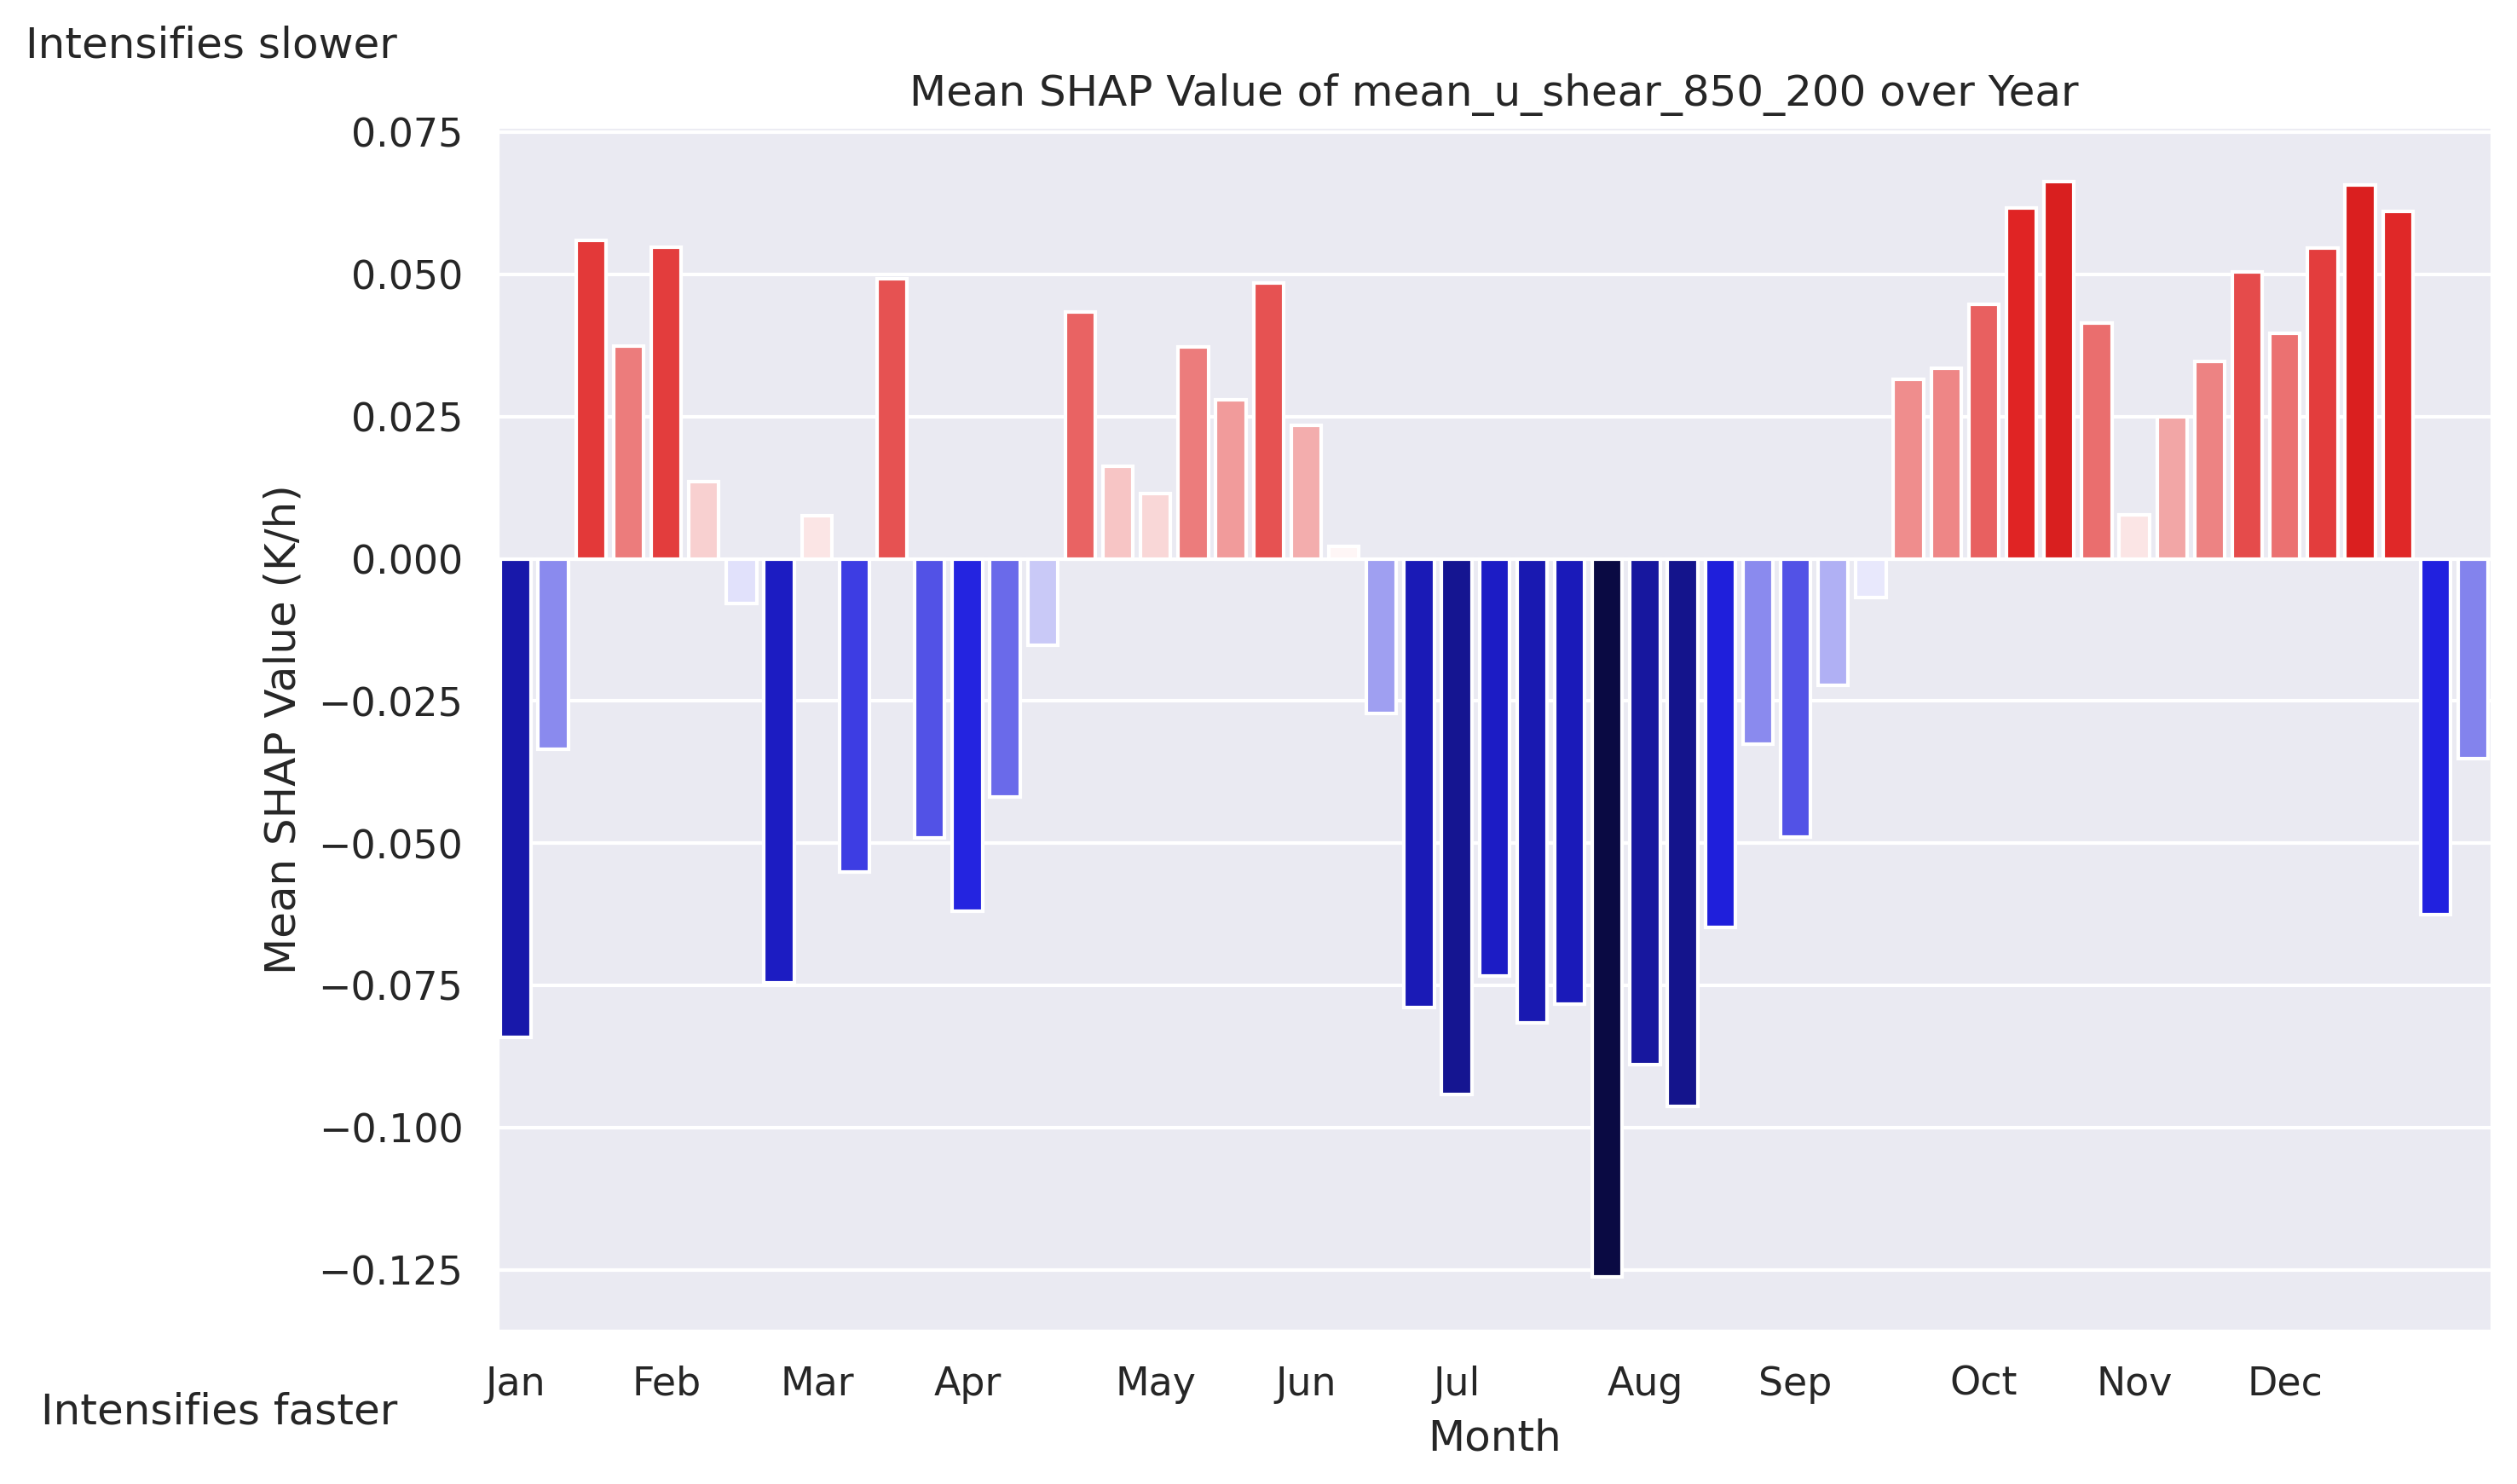 Intensifies slower
Mean SHAP Value of mean_u_shear_850_200 over Year
0.075
0.050
0.025
0.000
−0.025
−0.050
−0.075
−0.100
−0.125
Mean SHAP Value (K/h)
Jan Feb Mar Apr May Jun Jul Aug Sep Oct Nov Dec
Intensifies faster
Month